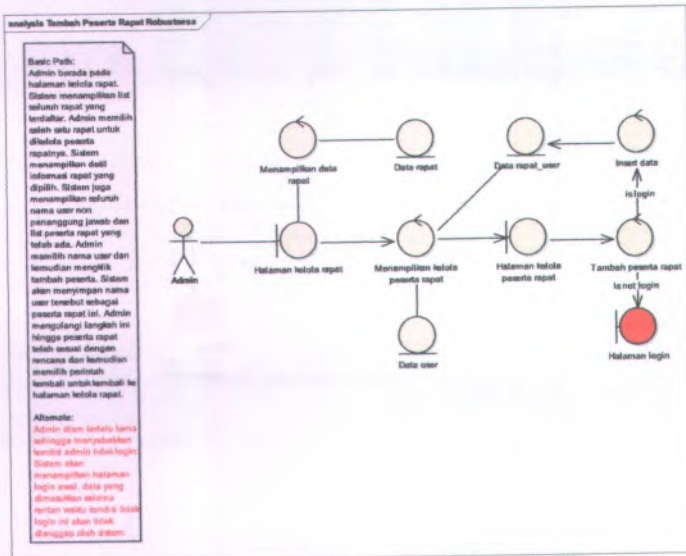 analysis Tambah Peserta Rapat Robustness
Basic Path:
Admin berada pada
halaman kelola rapat.
Sistem menampilkan list
seluruh rapat yang
terdaftar. Admin memilih
salah satu rapat untuk
dikelola peserta
rapatnya. Sistem
menampilkan detil
informasi rapat yang
dipilih. Sistem juga
menampilkan seluruh
nama user non
penanggung jawab dan
list peserta rapat yang
telah ada. Admin
memilih nama user dan
kemudian mengklik
tambah peserta. Sistem
akan menyimpan nama
user tersebut sebagai
peserta rapat ini. Admin
mengulangi langkah ini
hingga peserta rapat
telah sesuai dengan
rencana dan kemudian
memilih perintah
kembali untuk kembali ke
halaman kelola rapat.
Alternate:
Admin diam terlalu lama
sehingga menyebabkan
kondisi admin tidak login.
Sistem akan
menampilkan halaman
login awal. data yang
dimasukkan selama
rentan waktu kondisi tidak
login ini akan tidak
dianggap oleh sistem
Menampilkan data
rapat
Data rapat
Data rapat_user
Insert data
is login
Admin
Halaman kelola rapat
Menampilkan kelola
peserta rapat
Halaman kelola
peserta rapat
Tambah peserta rapat
Is not login
Data user
Halaman login